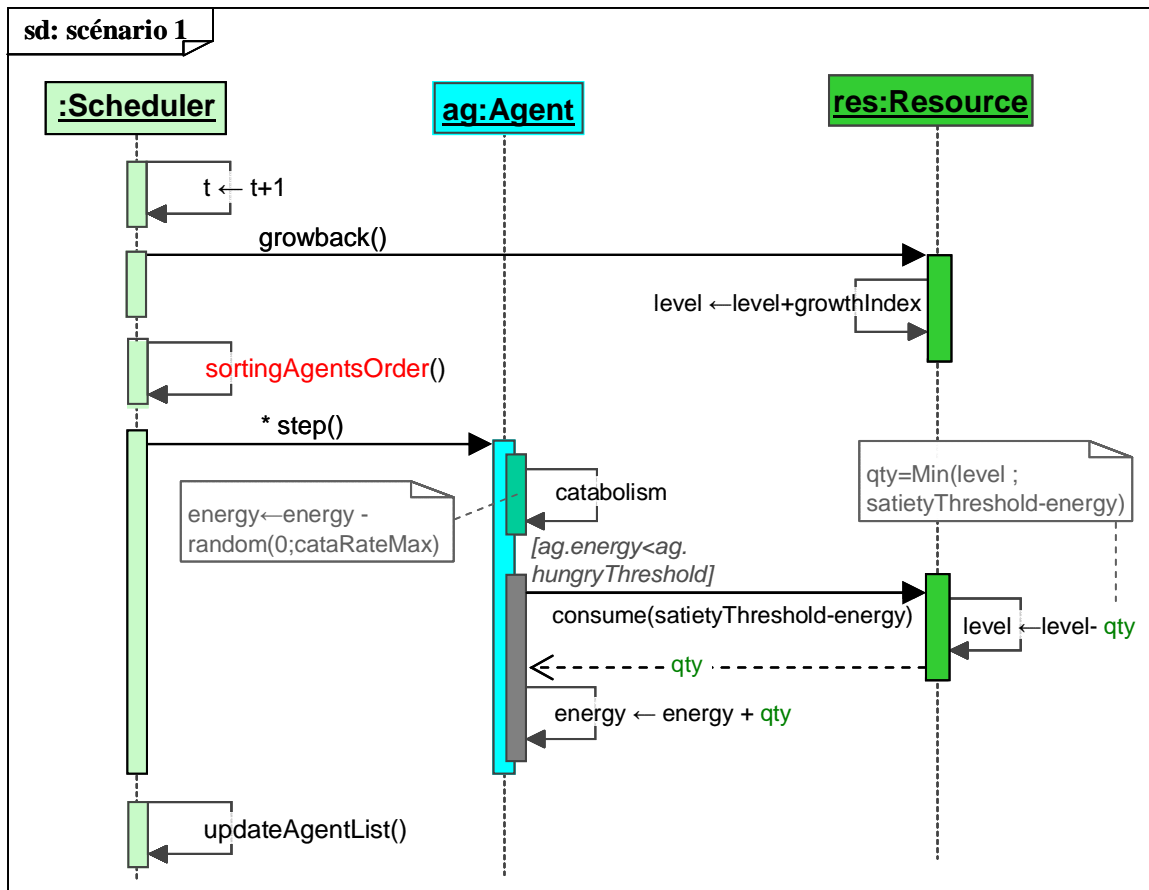 sd: scénario 1
:Scheduler
ag:Agent
res:Resource
t ← t+1
growback()
level ←level+growthIndex
sortingAgentsOrder()
* step()
qty=Min(level ;
satietyThreshold-energy)
catabolism
energy←energy -
random(0;cataRateMax)
[ag.energy<ag.
hungryThreshold]
consume(satietyThreshold-energy)
level ←level- qty
qty
energy ← energy + qty
updateAgentList()